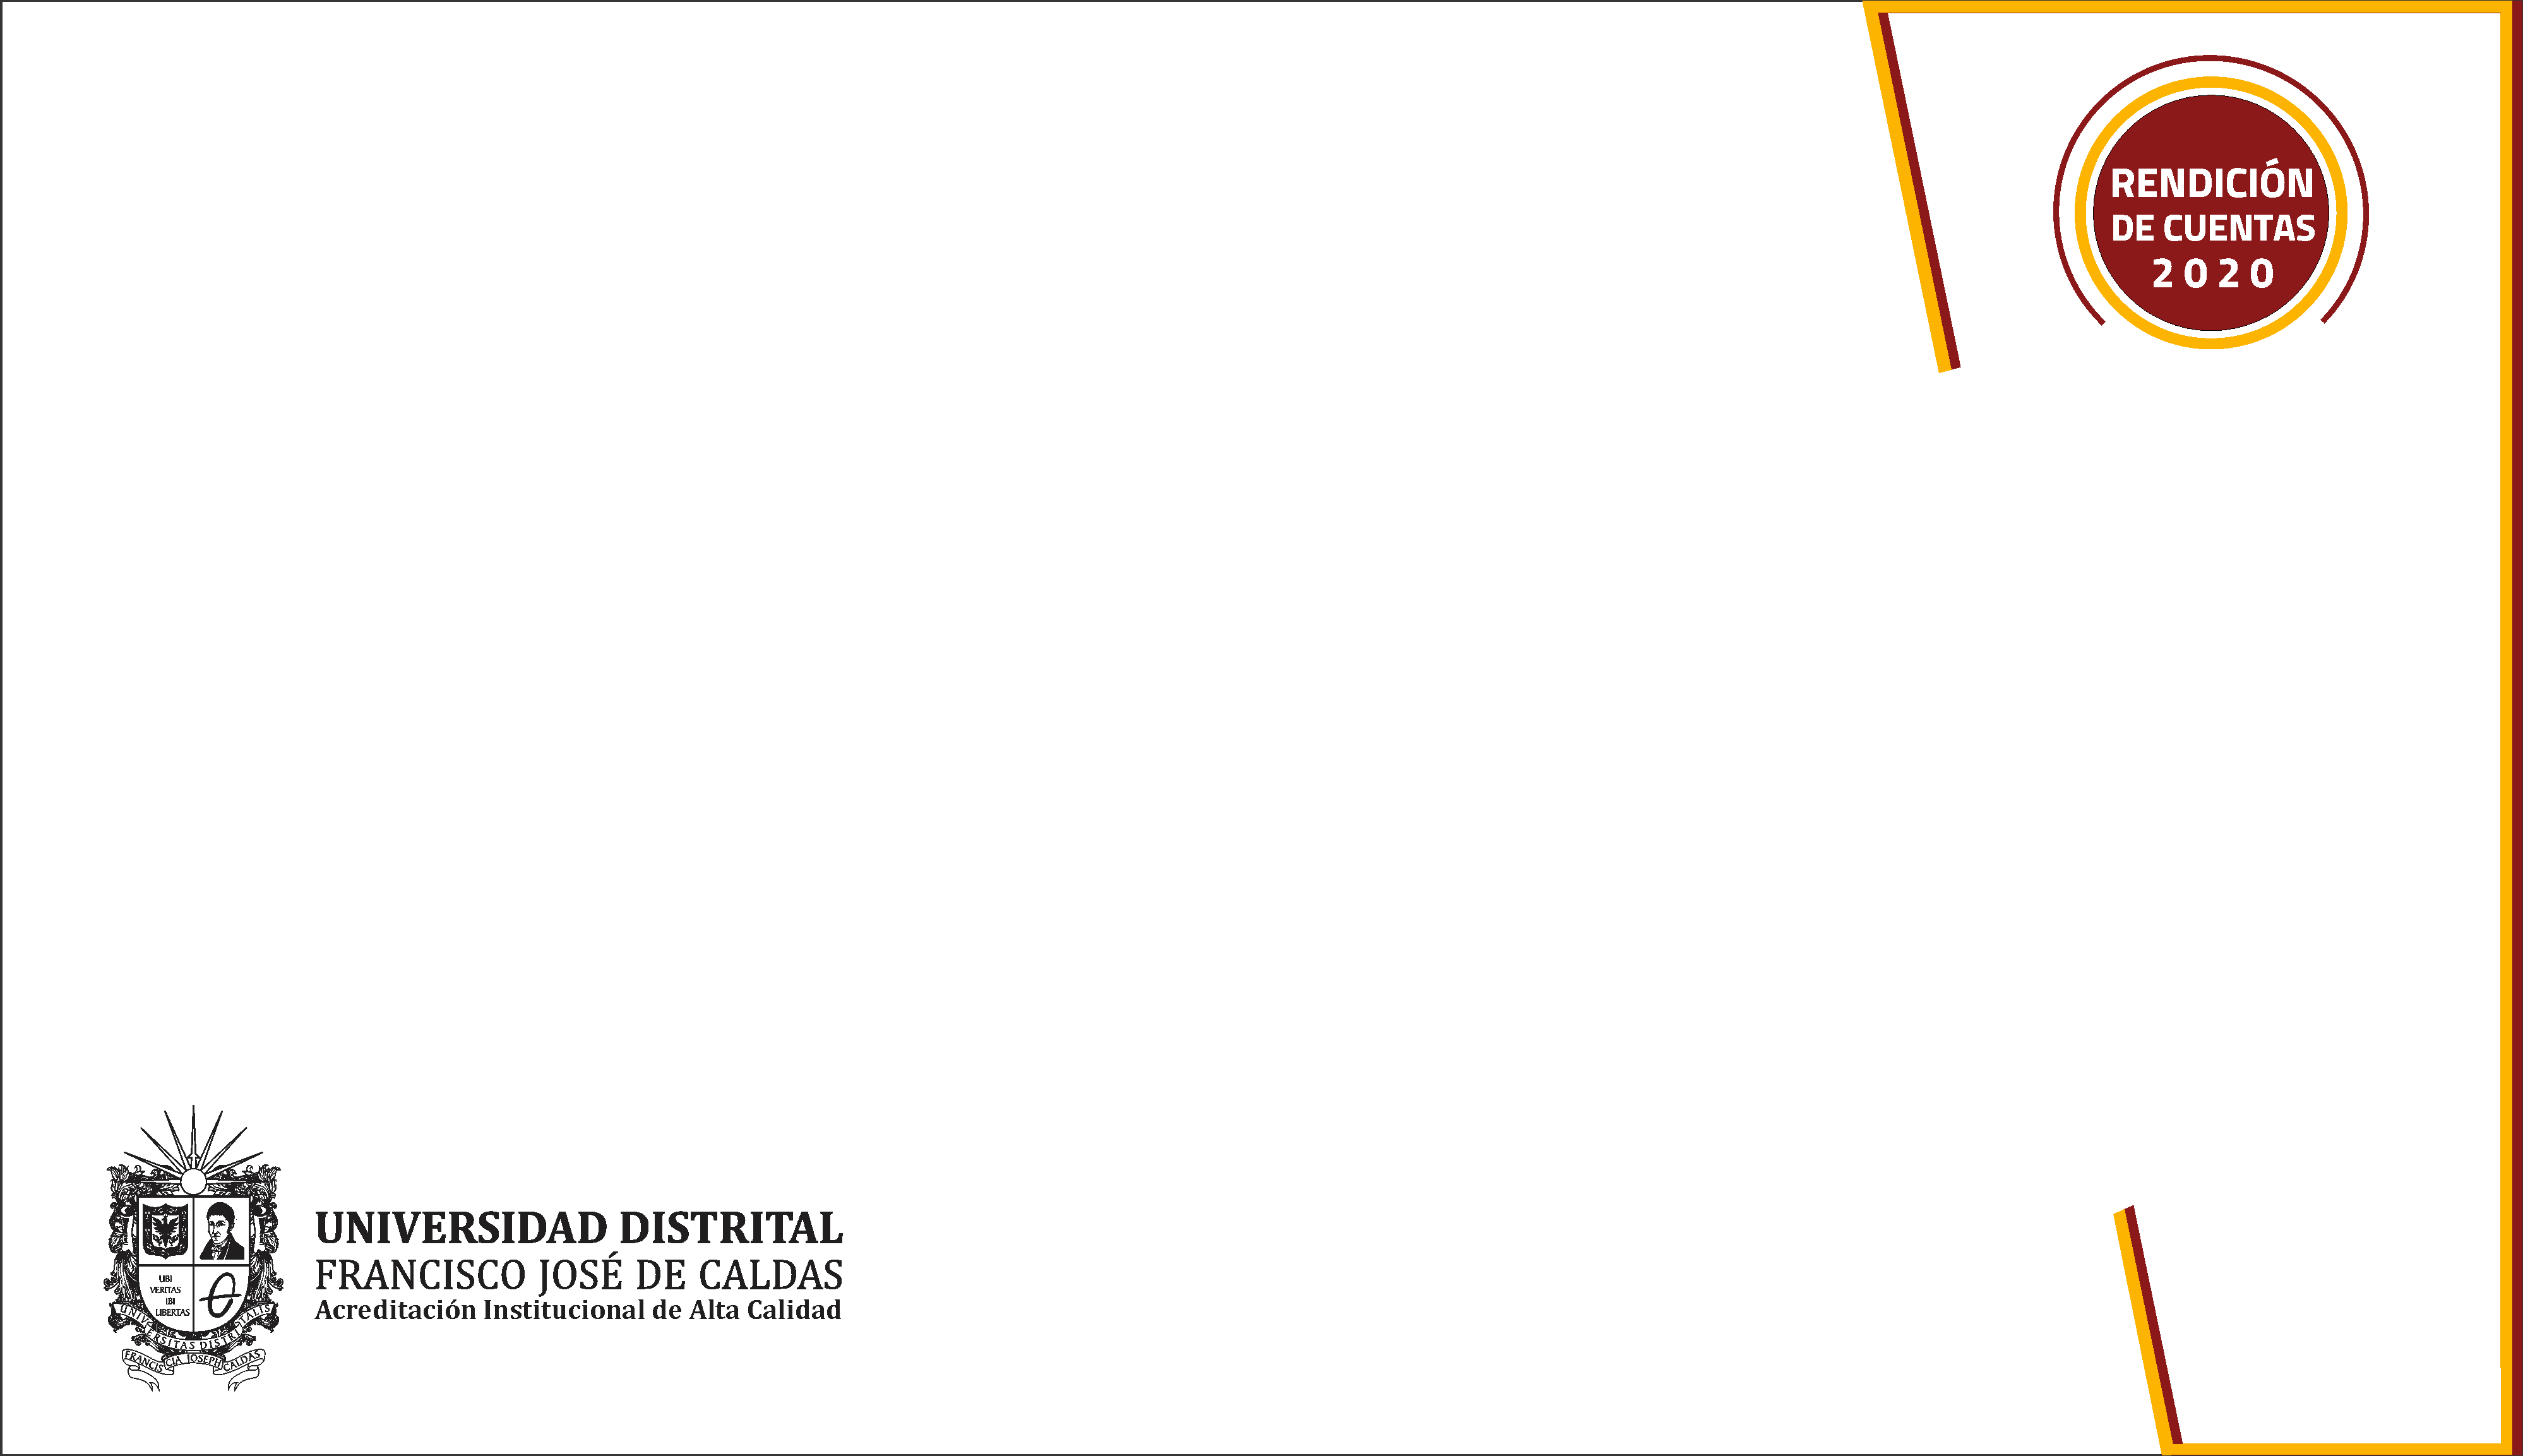 RENDICIÓN
DE CUENTAS
2020
UNIVERSIDAD DISTRITAL
FRANCISCO JOSÉ DE CALDAS
Acreditación Institucional de Alta Calidad
UBI
VERITAS
IBI
LIBERTAS
UNIVERSITAS DISTRITALIS
FRANCISCIA JOSEPH CALDAS